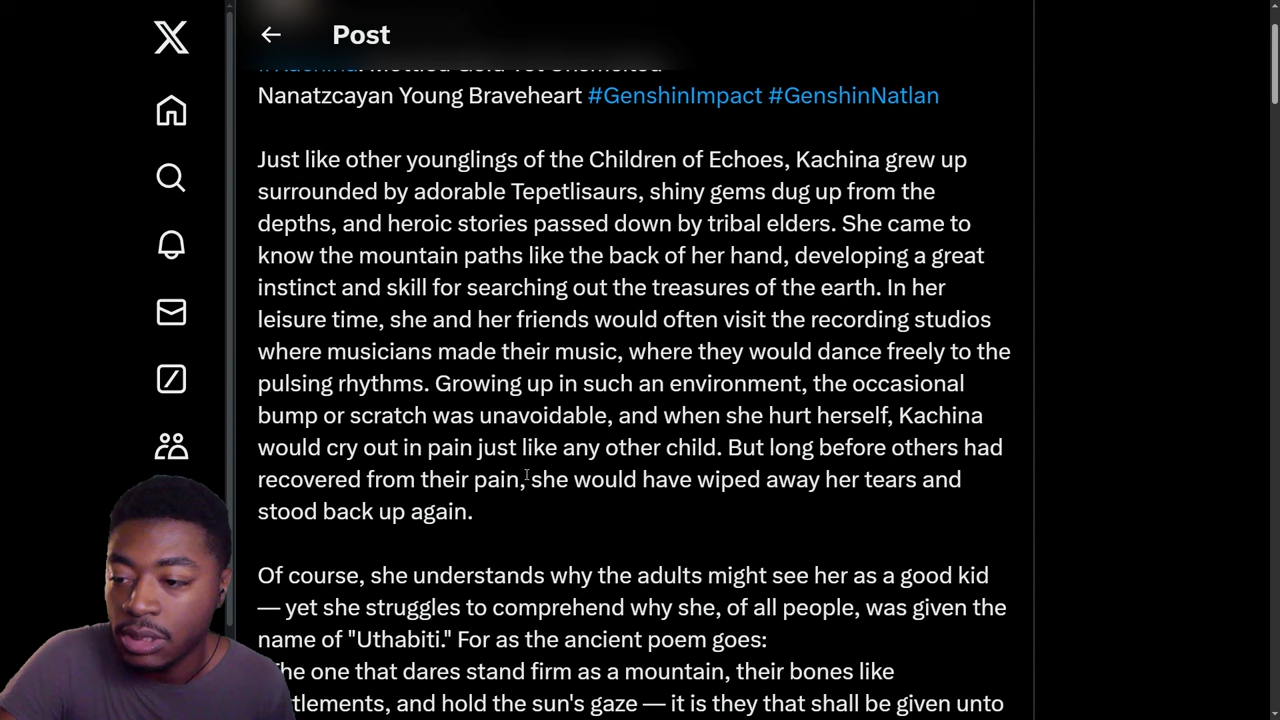 Post
Nanatzcayan Young Braveheart #GenshinImpact #GenshinNatlan
Just like other younglings of the Children of Echoes, Kachina grew up
surrounded by adorable Tepetlisaurs, shiny gems dug up from the
depths, and heroic stories passed down by tribal elders. She came to
know the mountain paths like the back of her hand, developing a great
instinct and skill for searching out the treasures of the earth. In her
leisure time, she and her friends would often visit the recording studios
where musicians made their music, where they would dance freely to the
pulsing rhythms. Growing up in such an environment, the occasional
bump or scratch was unavoidable, and when she hurt herself, Kachina
would cry out in pain just like any other child. But long before others had
recovered from their pain, she would have wiped away her tears and
stood back up again.
Of course, she understands why the adults might see her as a good kid
— yet she struggles to comprehend why she, of all people, was given the
name of "Uthabiti." For as the ancient poem goes:
he one that dares stand firm as a mountain, their bones like
tlements, and hold the sun's gaze — it is they that shall be given unto